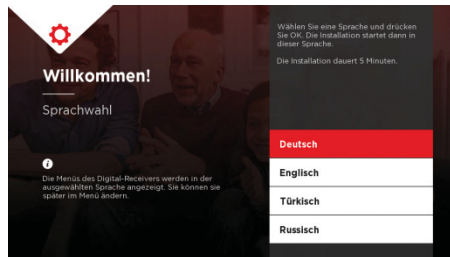 Willkommen!
Sprachwahl
Die Menüs des Digital-Receivers werden in der
ausgewählten Sprache angezeigt. Sie können sie
später im Menü ändern.
Wählen Sie eine Sprache und drücken
Sie OK. Die Installation startet dann in
dieser Sprache.
Die Installation dauert 5 Minuten.
Deutsch
Englisch
Türkisch
Russisch